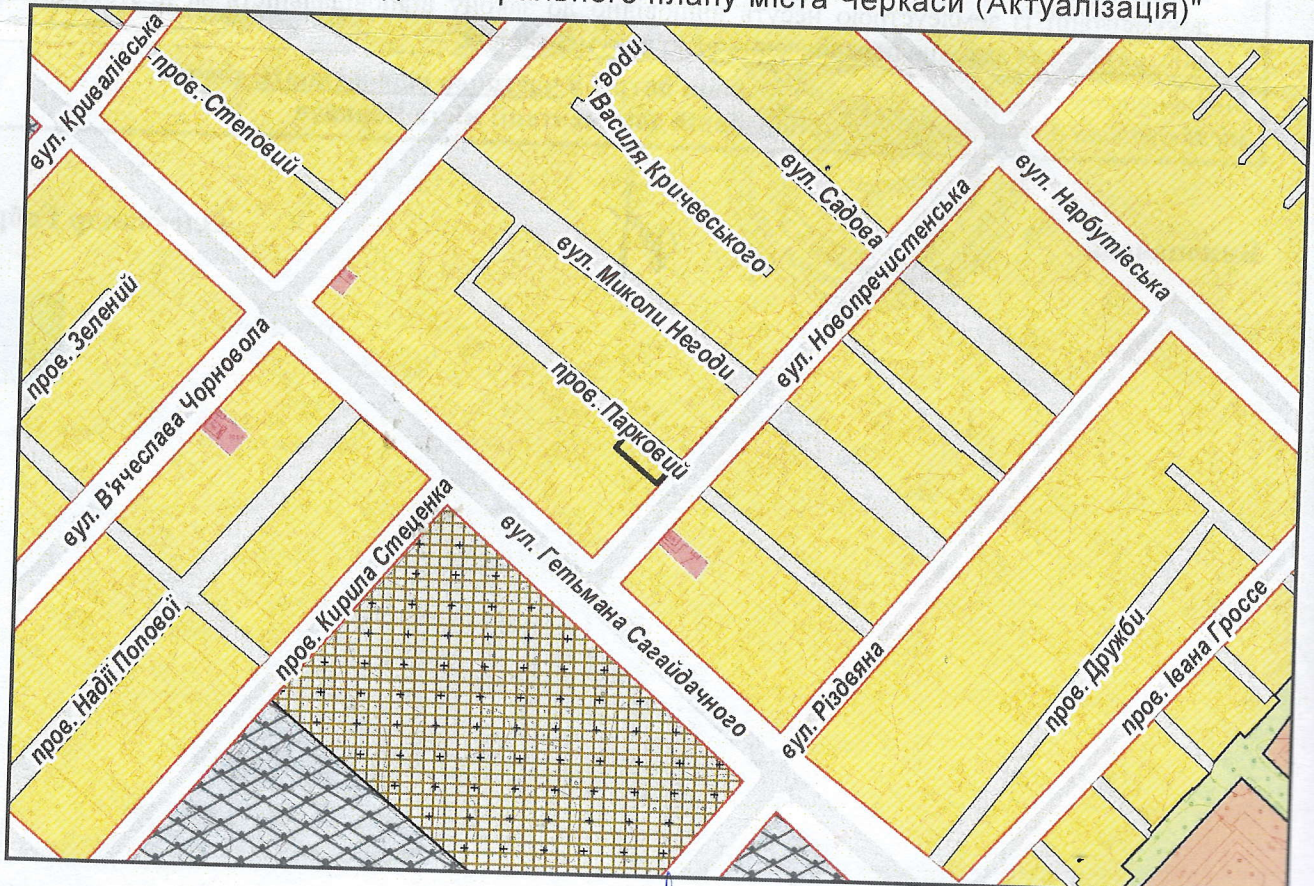 плану міста Черкаси (Актуалізація)"
вул. Кривалівська
пров. Степовий
пров.
Василя Кричевського
вул. Садова
вул. Нарбутівська
вул. Новопречистенська
вул. Миколи Негоди
пров. Парковий
пров. Зелений
вул. В'ячеслава Чорновола
пров. Надії Попової
пров. Кирила Стеценка
вул. Гетьмана Сагайдачного
вул. Різдвяна
пров. Дружби
пров. Івана Гроссе